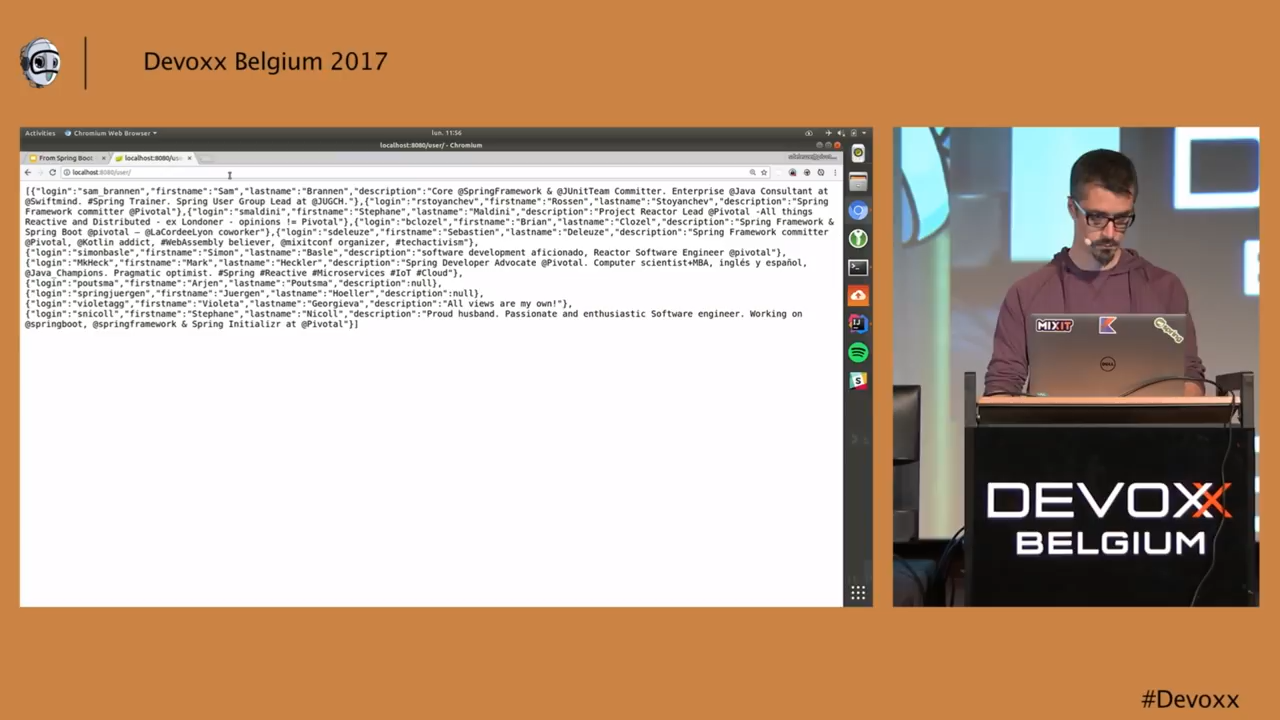 Devoxx Belgium 2017
Activities Chromium Web Browser lun. 11:56
localhost:8080/user/ - Chromium
From Spring Boot localhost:8080/use
localhost:8080/user/
[{"login":"sam_brannen","firstname":"Sam","lastname":"Brannen","description":"Core @SpringFramework & @JUnitTeam Committer. Enterprise @Java Consultant at
@Swiftmind. #Spring Trainer. Spring User Group Lead at @JUGCH."},{"login":"rstoyanchev","firstname":"Rossen","lastname":"Stoyanchev","description":"Spring
Framework committer @Pivotal"},{"login":"smaldini","firstname":"Stephane","lastname":"Maldini","description":"Project Reactor Lead @Pivotal -All things
Reactive and Distributed - ex Londoner - opinions != Pivotal"},{"login":"bclozel","firstname":"Brian","lastname":"Clozel","description":"Spring Framework &
Spring Boot @pivotal — @LaCordeeLyon coworker"},{"login":"sdeleuze","firstname":"Sebastien","lastname":"Deleuze","description":"Spring Framework committer
@Pivotal, @Kotlin addict, #WebAssembly believer, @mixitconf organizer, #techactivism"},
{"login":"simonbasle","firstname":"Simon","lastname":"Basle","description":"software development aficionado, Reactor Software Engineer @pivotal"},
{"login":"MkHeck","firstname":"Mark","lastname":"Heckler","description":"Spring Developer Advocate @Pivotal. Computer scientist+MBA, inglés y español,
@Java_Champions. Pragmatic optimist. #Spring #Reactive #Microservices #IoT #Cloud"},
{"login":"poutsma","firstname":"Arjen","lastname":"Poutsma","description":null},
{"login":"springjuergen","firstname":"Juergen","lastname":"Hoeller","description":null},
{"login":"violetagg","firstname":"Violeta","lastname":"Georgieva","description":"All views are my own!"},
{"login":"snicoll","firstname":"Stephane","lastname":"Nicoll","description":"Proud husband. Passionate and enthusiastic Software engineer. Working on
@springboot, @springframework & Spring Initializr at @Pivotal"}]
MIXIT
spring
DELL
DEVOXX
BELGIUM
#Devoxx